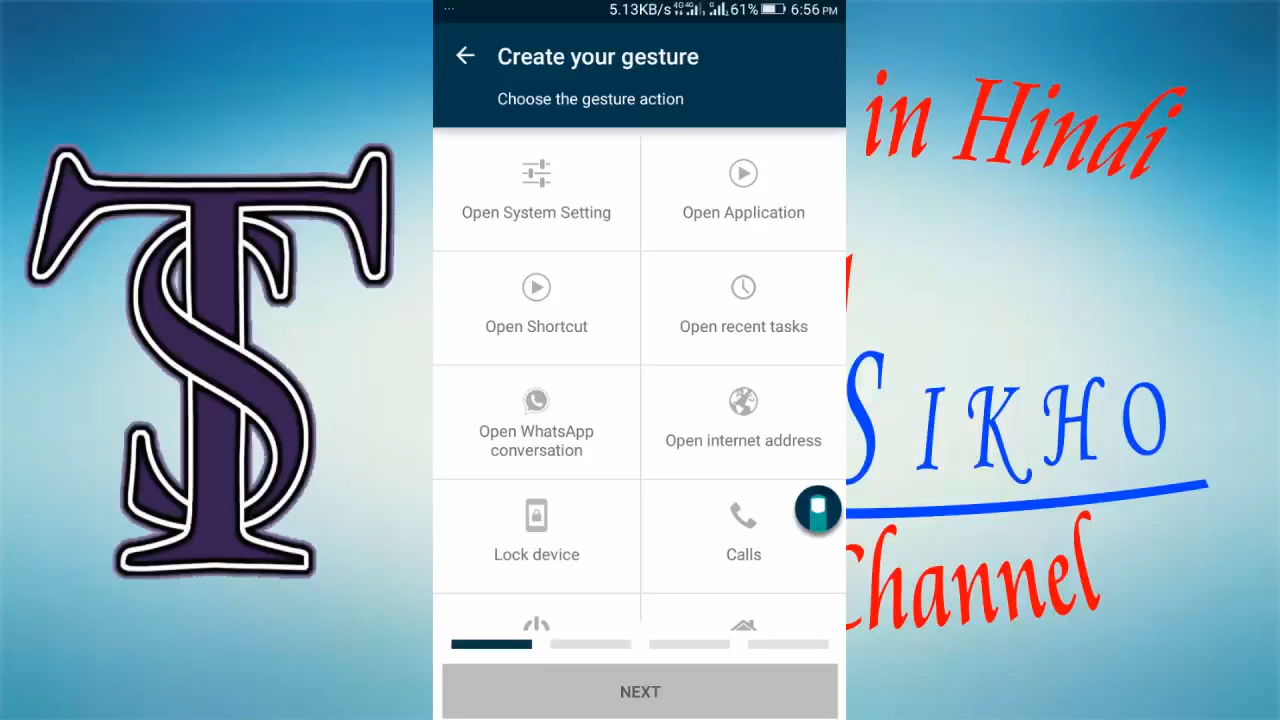 5.13KB/s 4G 4G 61% 6:56 PM
Create your gesture
Choose the gesture action
Open System Setting
Open Application
Open Shortcut
Open recent tasks
Open WhatsApp
conversation
Open internet address
Lock device
Calls
NEXT
TS
in Hindi
SIKHO
Channel